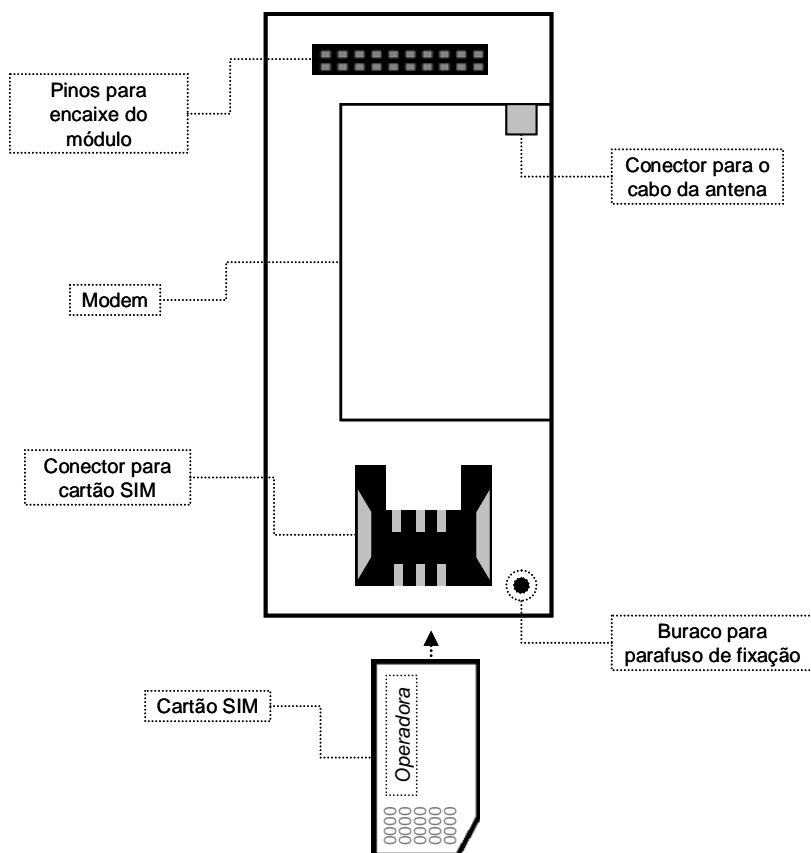 Pinos para
encaixe do
módulo
Conector para o
cabo da antena
Modem
Conector para
cartão SIM
Buraco para
parafuso de fixação
Cartão SIM
Operadora